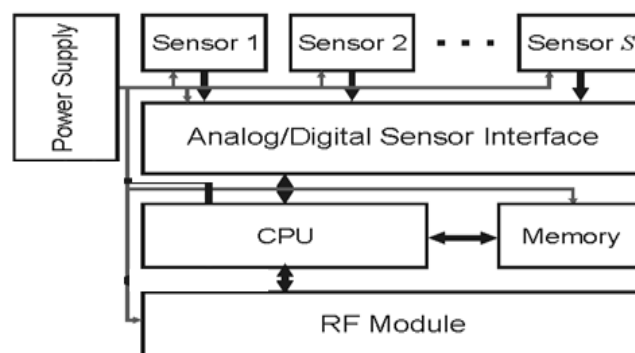 Power Supply
Sensor 1
Sensor 2
Sensor S
Analog/Digital Sensor Interface
CPU
Memory
RF Module